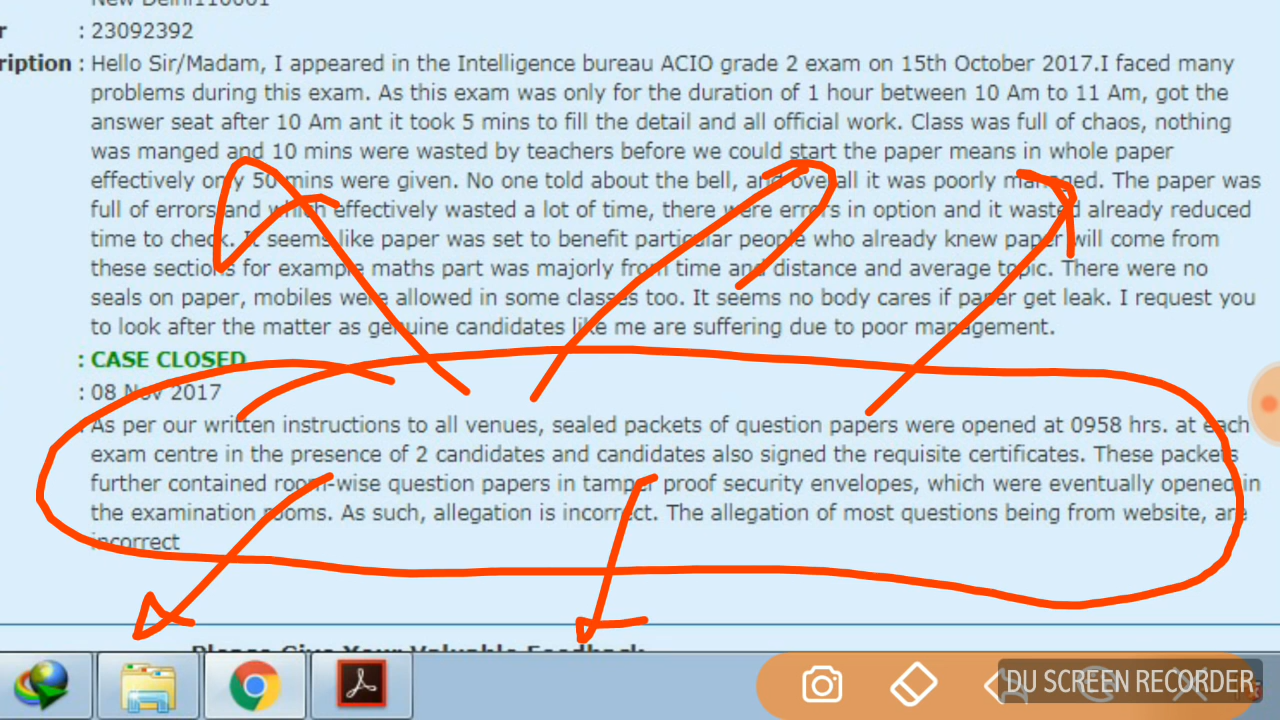 New Delhi110001
r : 23092392
ription : Hello Sir/Madam, I appeared in the Intelligence bureau ACIO grade 2 exam on 15th October 2017.I faced many
problems during this exam. As this exam was only for the duration of 1 hour between 10 Am to 11 Am, got the
answer seat after 10 Am ant it took 5 mins to fill the detail and all official work. Class was full of chaos, nothing
was manged and 10 mins were wasted by teachers before we could start the paper means in whole paper
effectively only 50 mins were given. No one told about the bell, and overall it was poorly managed. The paper was
full of errors and which effectively wasted a lot of time, there were errors in option and it wasted already reduced
time to check. It seems like paper was set to benefit particular people who already knew paper will come from
these sections for example maths part was majorly from time and distance and average topic. There were no
seals on paper, mobiles were allowed in some classes too. It seems no body cares if paper get leak. I request you
to look after the matter as genuine candidates like me are suffering due to poor management.
: CASE CLOSED
: 08 Nov 2017
: As per our written instructions to all venues, sealed packets of question papers were opened at 0958 hrs. at each
exam centre in the presence of 2 candidates and candidates also signed the requisite certificates. These packets
further contained room-wise question papers in tamper proof security envelopes, which were eventually opened in
the examination rooms. As such, allegation is incorrect. The allegation of most questions being from website, are
incorrect
Please Give Your Valuable Feedback
DU SCREEN RECORDER